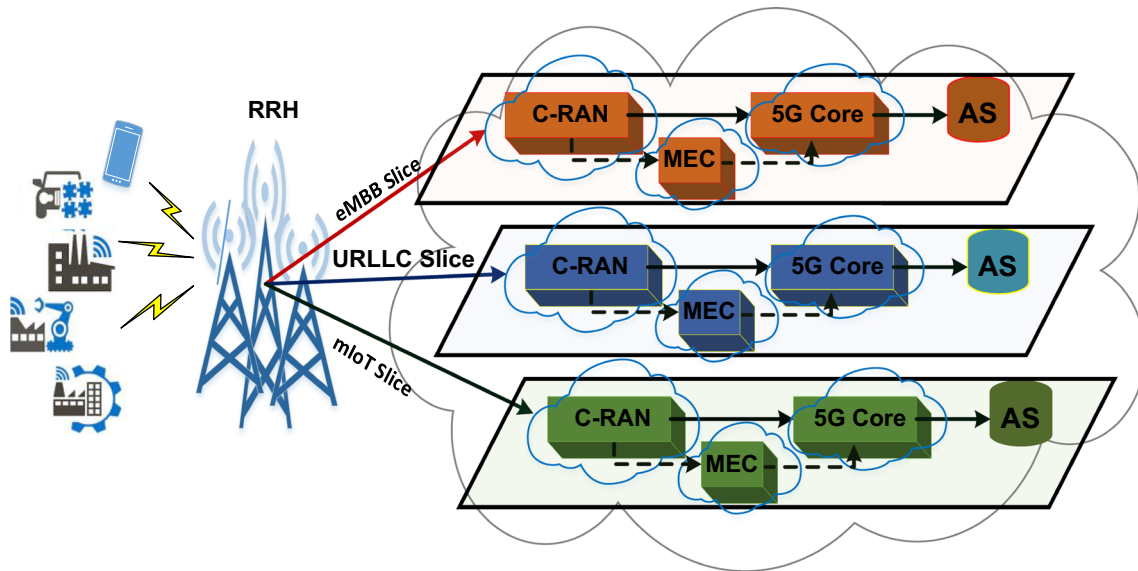 RRH
eMBB Slice
C-RAN
MEC
5G Core
AS
URLLC Slice
C-RAN
MEC
5G Core
AS
mIoT Slice
C-RAN
MEC
5G Core
AS